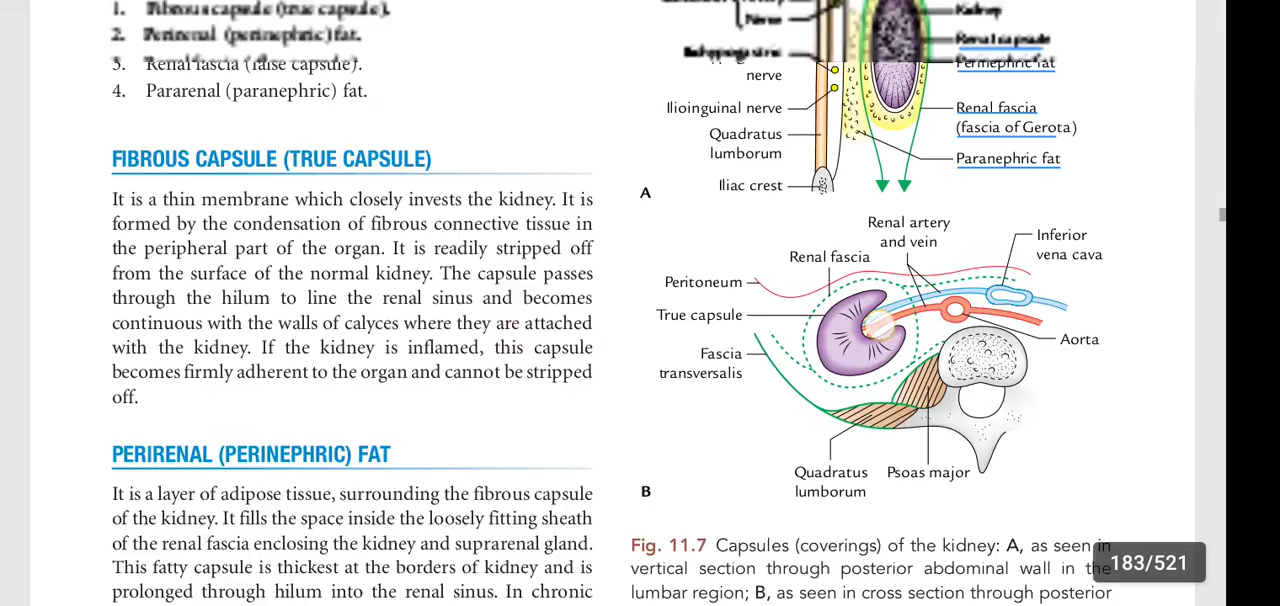 1. Fibrous capsule (true capsule).
2. Perirenal (perinephric) fat.
3. Renal fascia (false capsule).
4. Pararenal (paranephric) fat.
FIBROUS CAPSULE (TRUE CAPSULE)
It is a thin membrane which closely invests the kidney. It is
formed by the condensation of fibrous connective tissue in
the peripheral part of the organ. It is readily stripped off
from the surface of the normal kidney. The capsule passes
through the hilum to line the renal sinus and becomes
continuous with the walls of calyces where they are attached
with the kidney. If the kidney is inflamed, this capsule
becomes firmly adherent to the organ and cannot be stripped
off.
PERIRENAL (PERINEPHRIC) FAT
It is a layer of adipose tissue, surrounding the fibrous capsule
of the kidney. It fills the space inside the loosely fitting sheath
of the renal fascia enclosing the kidney and suprarenal gland.
This fatty capsule is thickest at the borders of kidney and is
prolonged through hilum into the renal sinus. In chronic
Nerve
nerve
Ilioinguinal nerve
Quadratus
lumborum
Iliac crest
Kidney
Renal capsule
Perinephric fat
Renal fascia
(fascia of Gerota)
Paranephric fat
A
Renal artery
and vein
Inferior
vena cava
Renal fascia
Peritoneum
True capsule
Aorta
Fascia
transversalis
Quadratus
lumborum
Psoas major
B
Fig. 11.7 Capsules (coverings) of the kidney: A, as seen in
vertical section through posterior abdominal wall in the
lumbar region; B, as seen in cross section through posterior
183/521